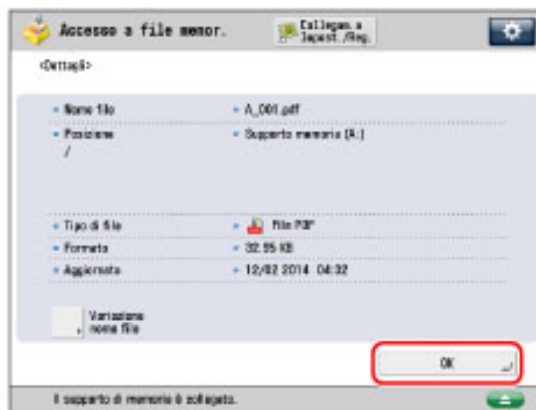 Accesso a file memor.
Collegam.a
Impost./Reg.
<Dettagli>
Nome file
A_001.pdf
Posizione
Supporto memoria (A:)
/
Tipo di file
File PDF
Formato
32.95 KB
Aggiornato
12/02 2014 04:32
Variazione
nome file
OK
Il supporto di memoria è collegato.